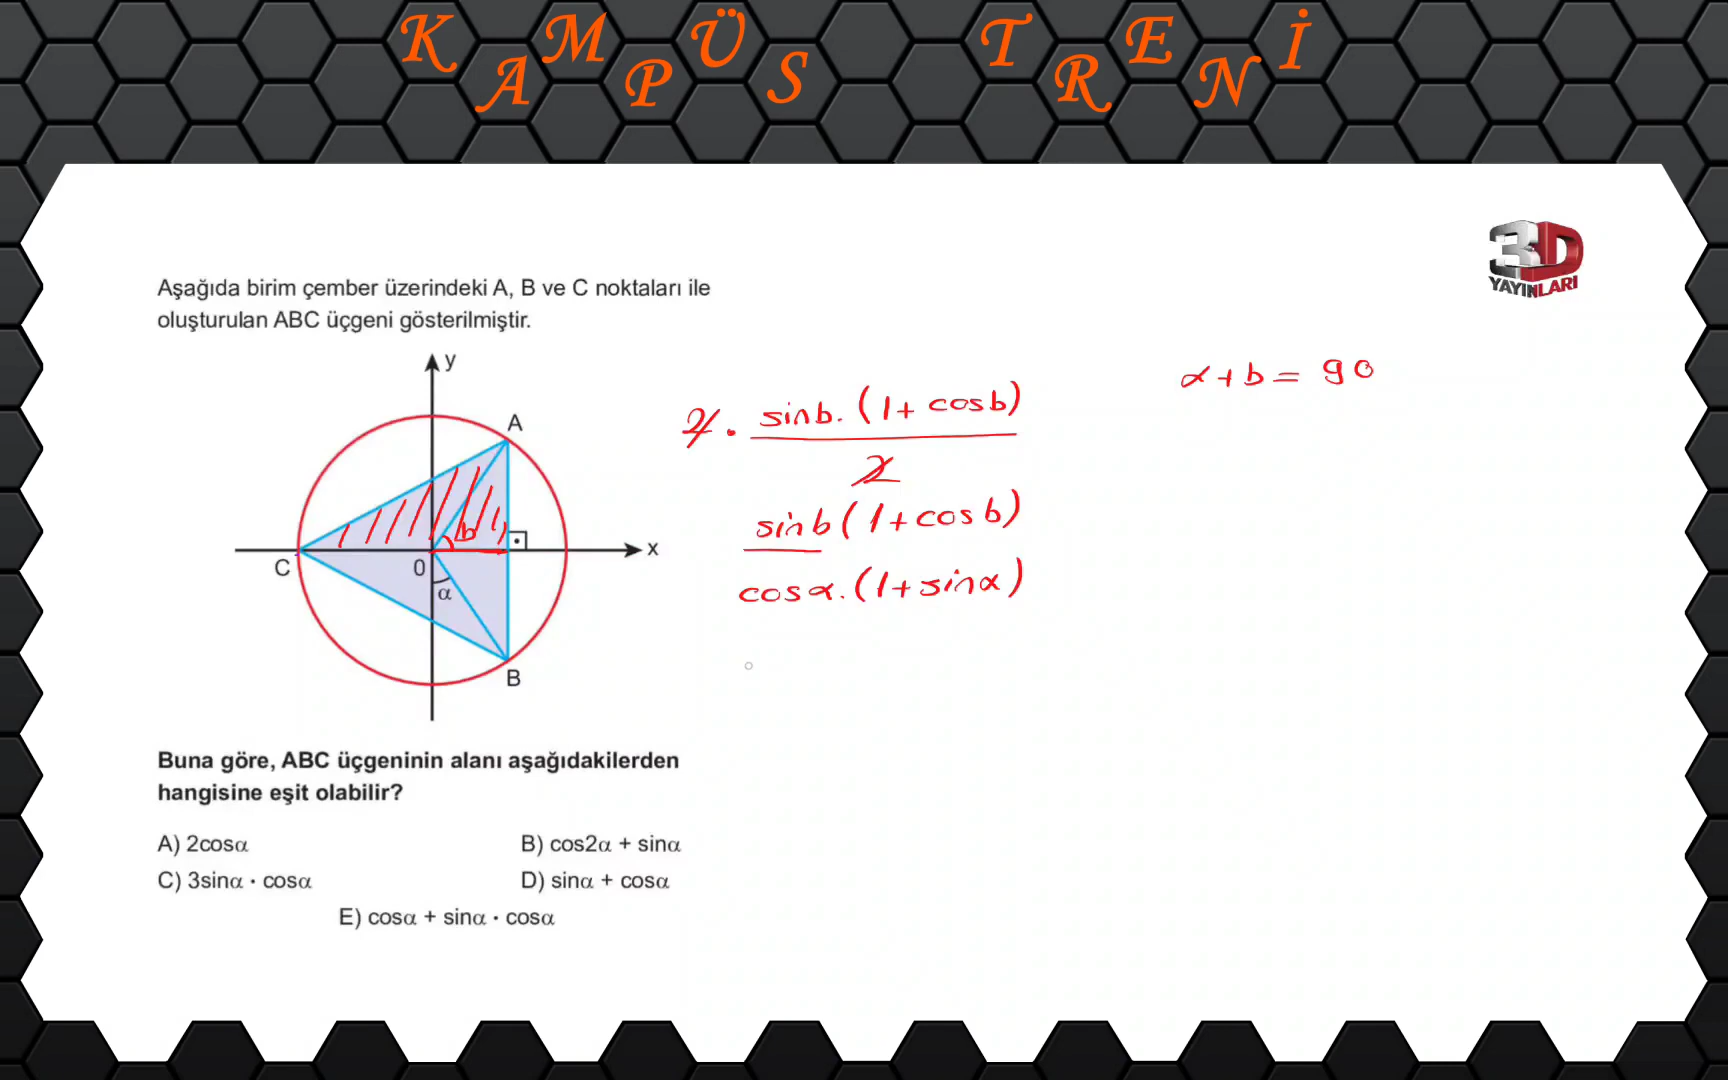 KAMPÜS TRENİ
3D
YAYINLARI
Aşağıda birim çember üzerindeki A, B ve C noktaları ile
oluşturulan ABC üçgeni gösterilmiştir.
y
A
b
C
0
x
α
B
2 . sinb. (1 + cosb)
2
sinb (1 + cosb)
cosα. (1 + sinα)
α + b = 90
Buna göre, ABC üçgeninin alanı aşağıdakilerden
hangisine eşit olabilir?
A) 2cosα
B) cos2α + sinα
C) 3sinα · cosα
D) sinα + cosα
E) cosα + sinα · cosα